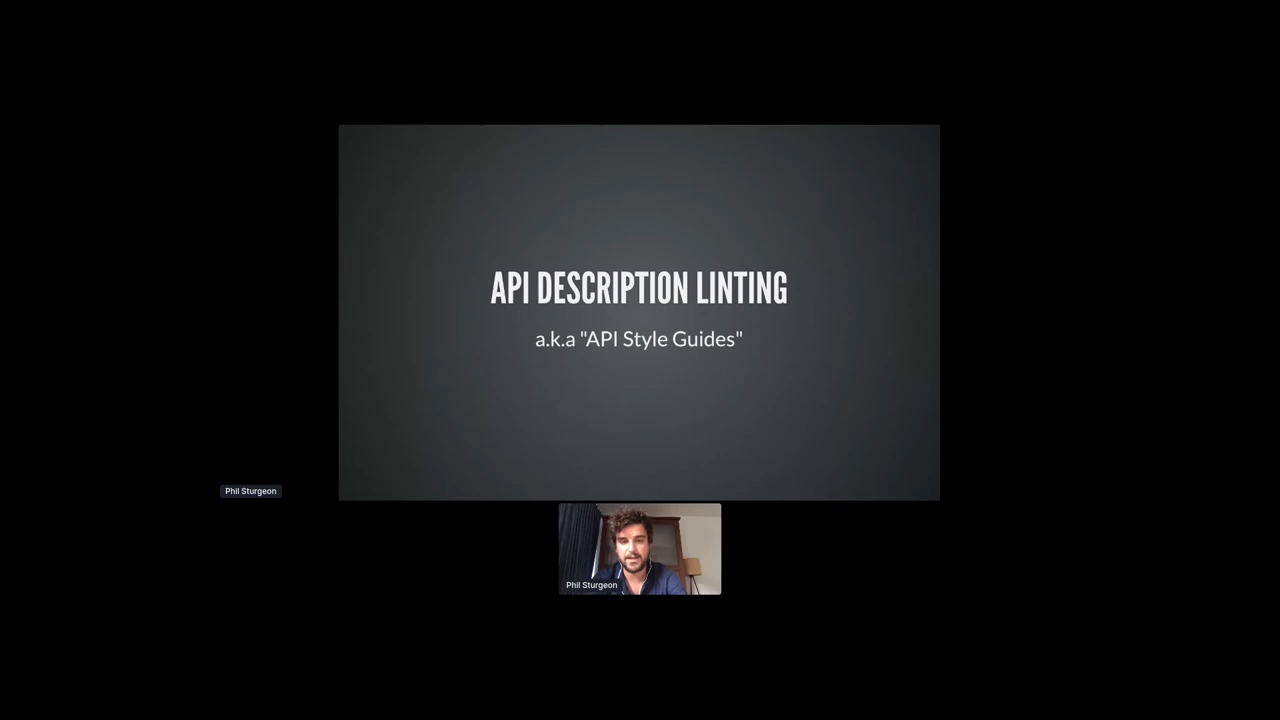 API DESCRIPTION LINTING
a.k.a "API Style Guides"
Phil Sturgeon
Phil Sturgeon